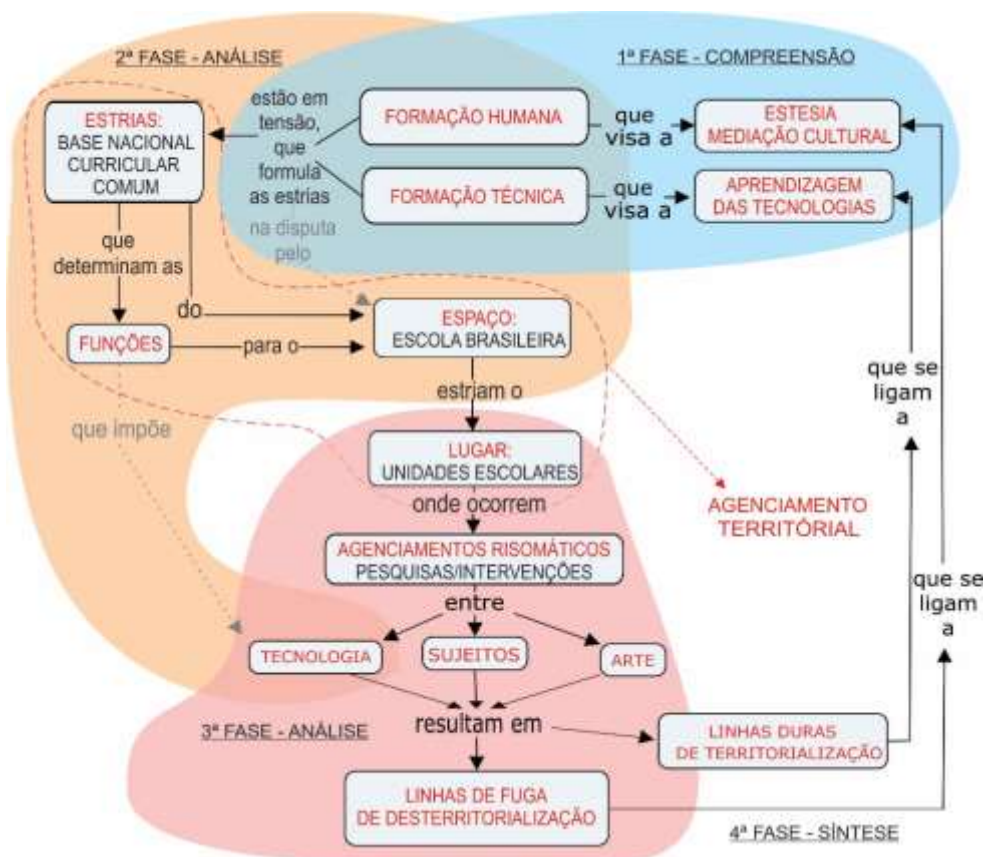 2ª FASE - ANÁLISE
1ª FASE - COMPREENSÃO
ESTRIAS:
BASE NACIONAL
CURRICULAR
COMUM
estão em
tensão,
que
formula
as estrias
na disputa
pelo
FORMAÇÃO HUMANA
que
visa a
ESTESIA
MEDIAÇÃO CULTURAL
FORMAÇÃO TÉCNICA
que
visa a
APRENDIZAGEM
DAS TECNOLOGIAS
que
determinam as
do
FUNÇÕES
para o
ESPAÇO:
ESCOLA BRASILEIRA
estriam o
que impõe
LUGAR:
UNIDADES ESCOLARES
onde ocorrem
AGENCIAMENTO
TERRITÓRIAL
AGENCIAMENTOS RISOMÁTICOS
PESQUISAS/INTERVENÇÕES
entre
TECNOLOGIA
SUJEITOS
ARTE
resultam em
3ª FASE - ANÁLISE
LINHAS DURAS
DE TERRITORIALIZAÇÃO
que se
ligam
a
LINHAS DE FUGA
DE DESTERRITORIALIZAÇÃO
que se
ligam
a
4ª FASE - SÍNTESE